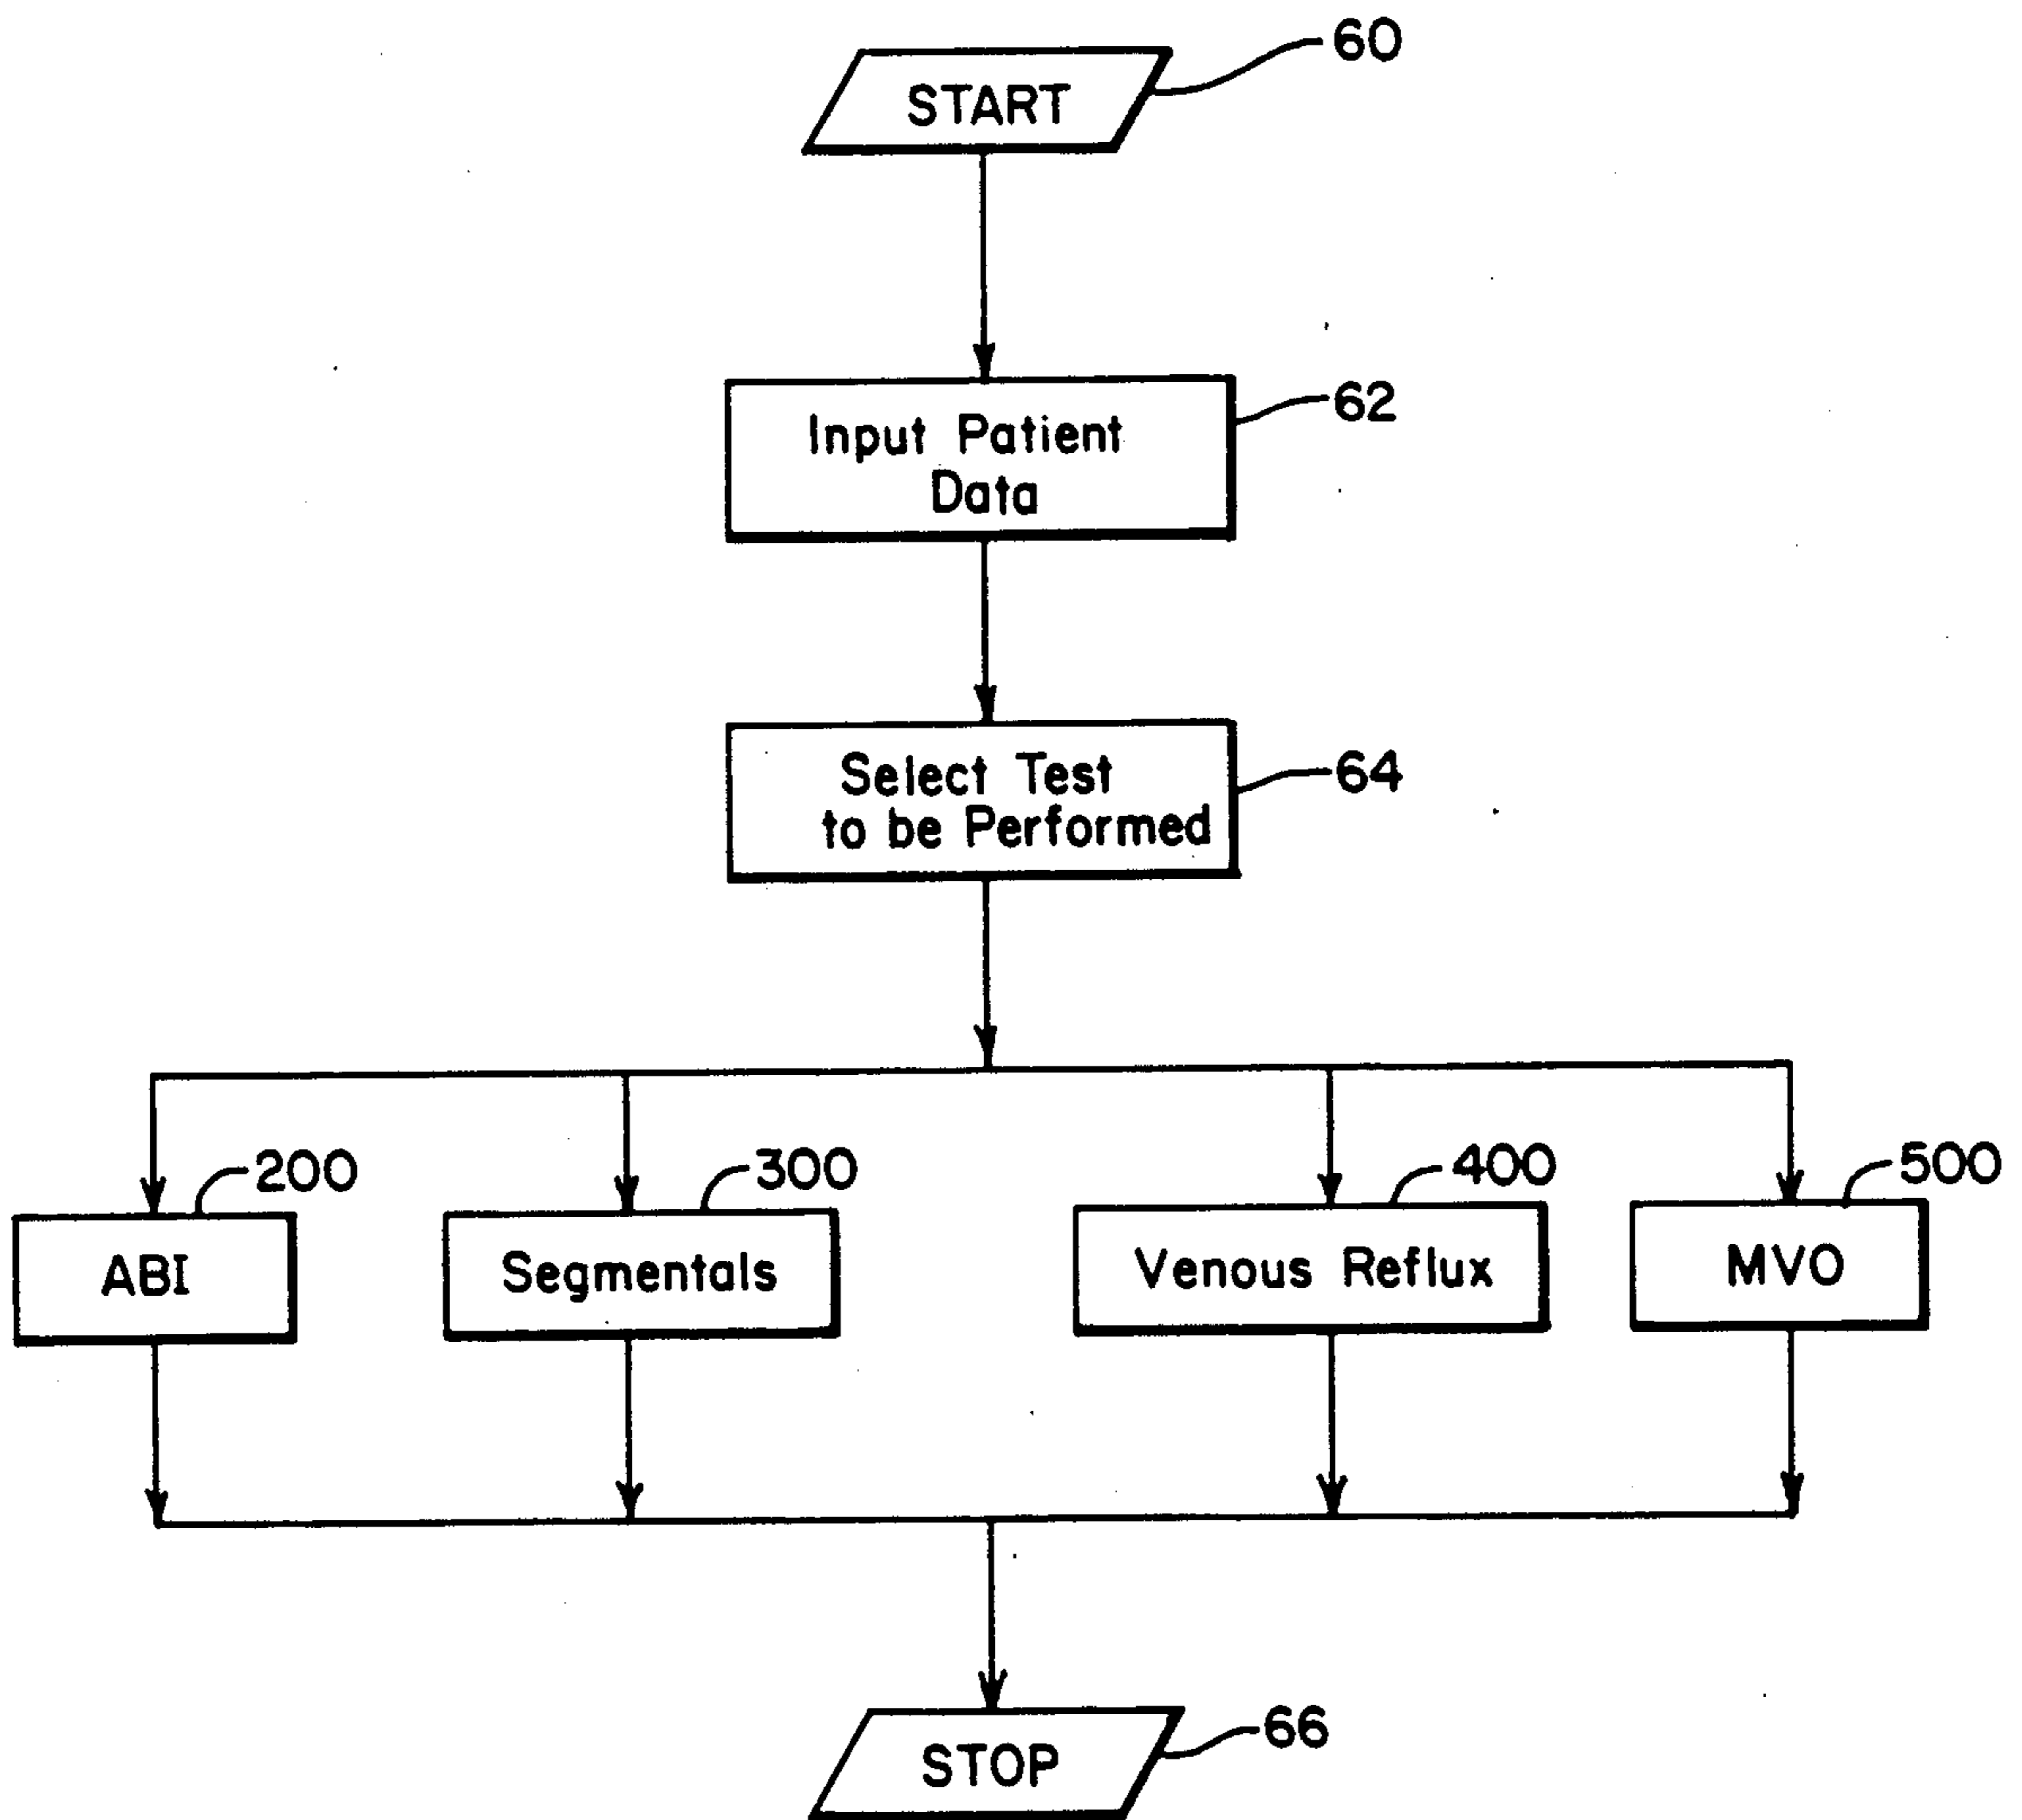 60
START
62
Input Patient
Data
64
Select Test
to be Performed
200
300
400
500
ABI
Segmentals
Venous Reflux
MVO
66
STOP